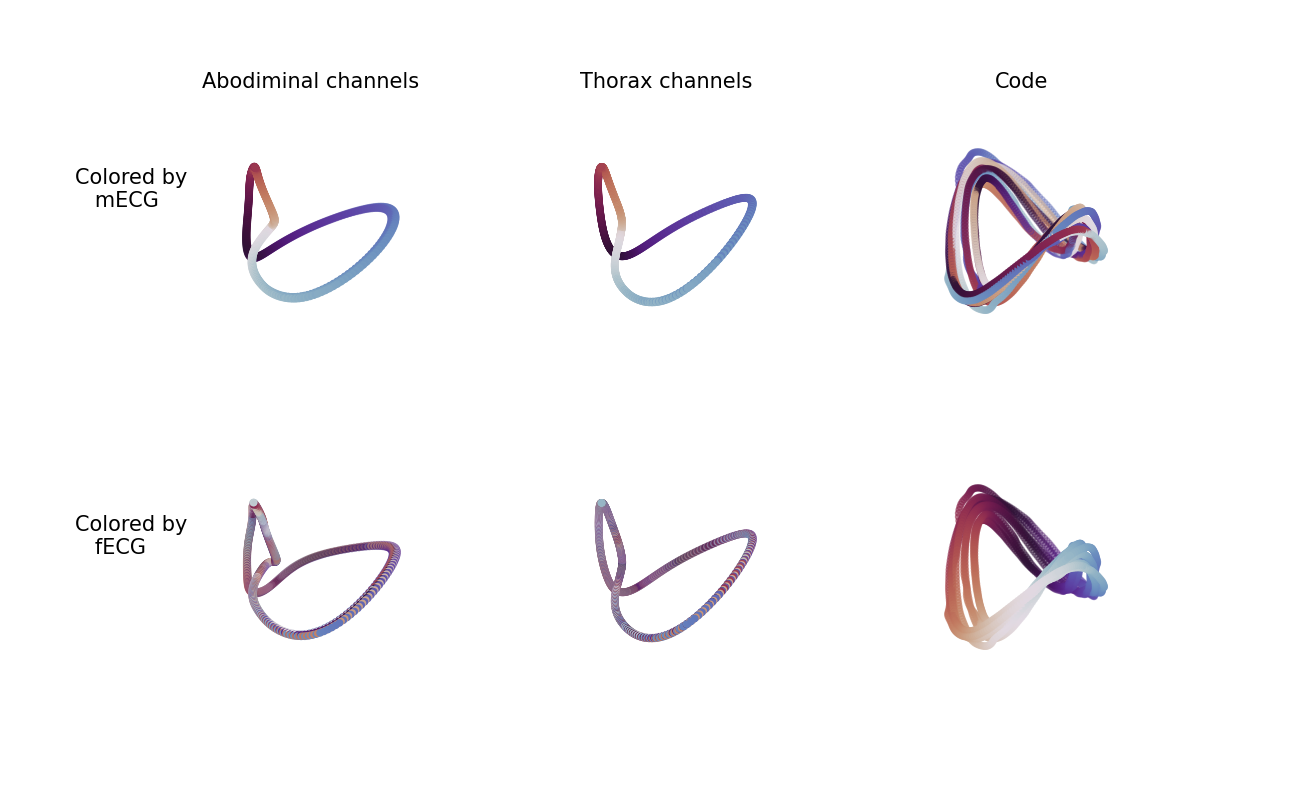 Abodiminal channels
Thorax channels
Code
Colored by
mECG
Colored by
fECG